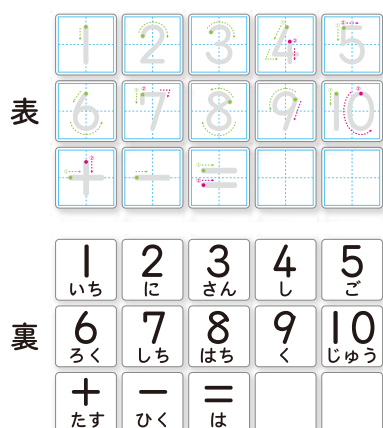 表
1 2 3 4 5
6 7 8 9 10
+ − =
裏
1 2 3 4 5
いち に さん し ご
6 7 8 9 10
ろく しち はち く じゅう
+ − =
たす ひく は